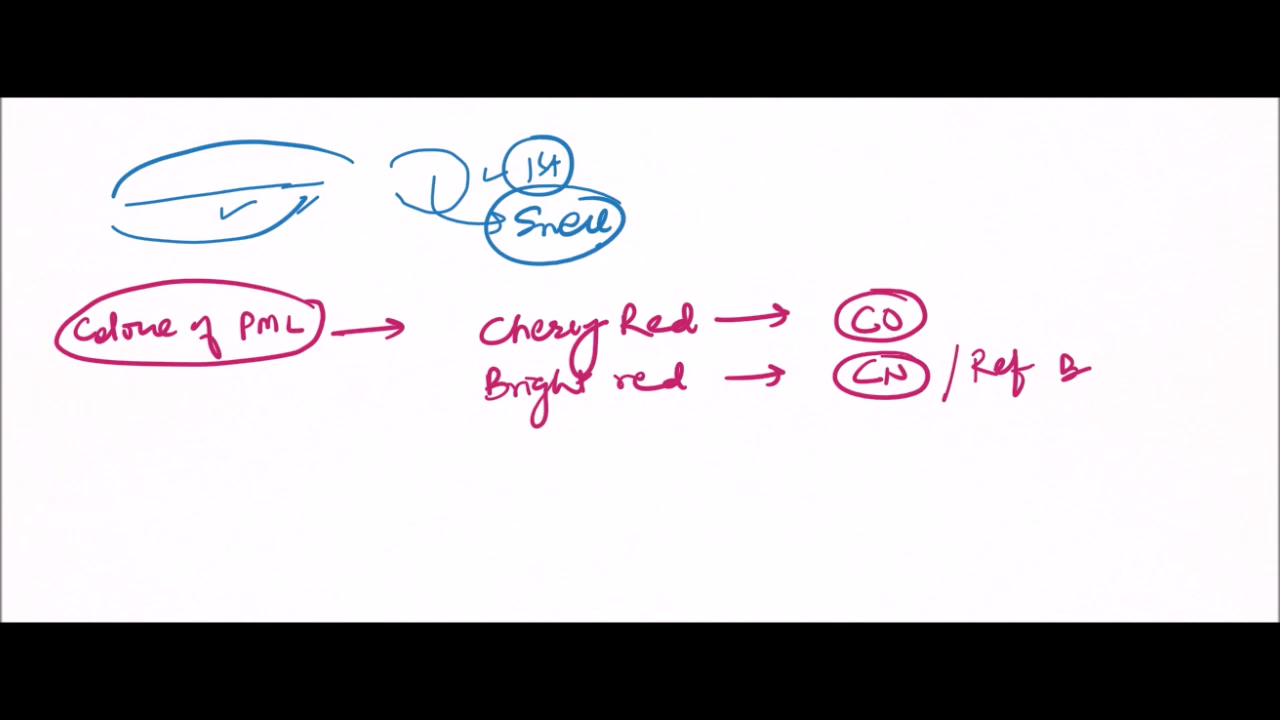 1st
Smell
Colour of PML → Cherry Red → CO
Bright red → CN / Ref B